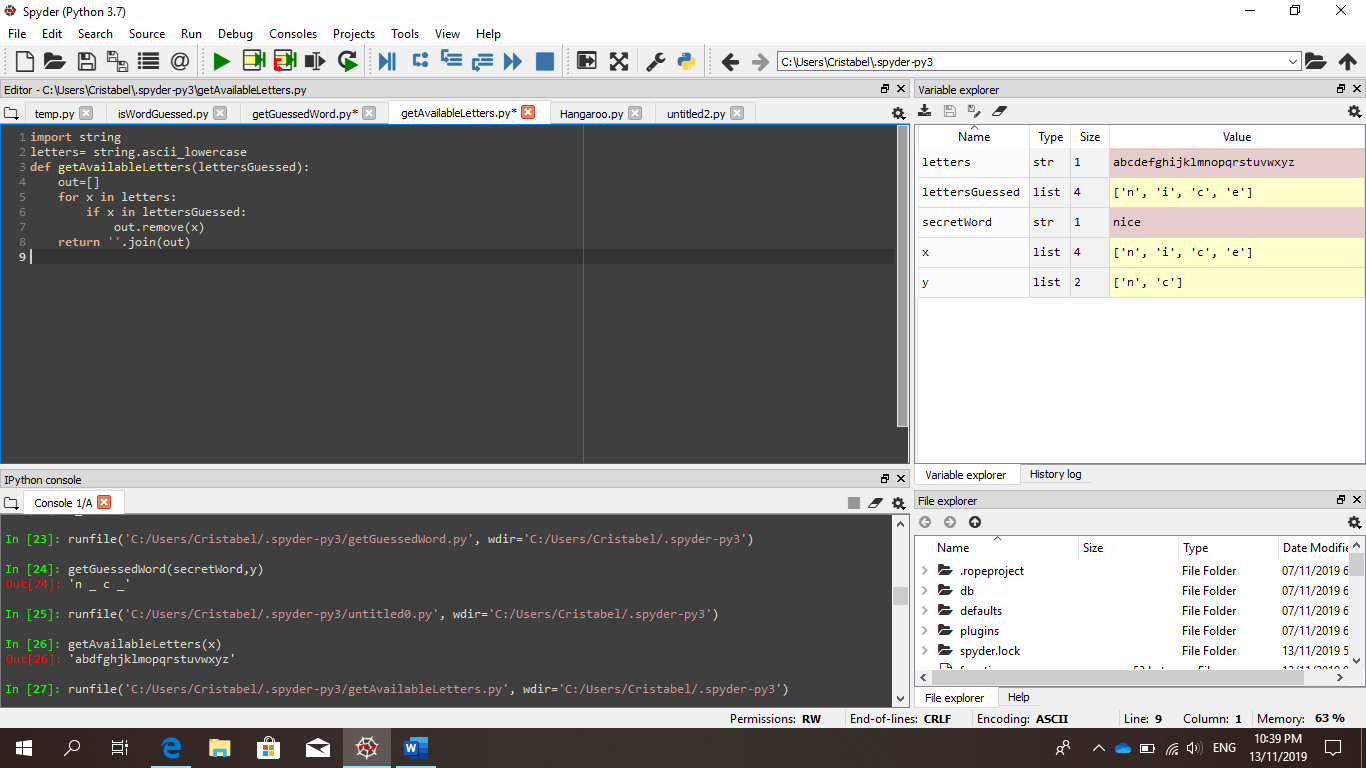 Spyder (Python 3.7)
File Edit Search Source Run Debug Consoles Projects Tools View Help
C:\Users\Cristabel\.spyder-py3
Editor - C:\Users\Cristabel\.spyder-py3\getAvailableLetters.py
temp.py isWordGuessed.py getGuessedWord.py* getAvailableLetters.py* Hangaroo.py untitled2.py
1 import string
2 letters= string.ascii_lowercase
3 def getAvailableLetters(lettersGuessed):
4     out=[]
5     for x in letters:
6         if x in lettersGuessed:
7             out.remove(x)
8     return ''.join(out)
9
Variable explorer
Name Type Size Value
letters str 1 abcdefghijklmnopqrstuvwxyz
lettersGuessed list 4 ['n', 'i', 'c', 'e']
secretWord str 1 nice
x list 4 ['n', 'i', 'c', 'e']
y list 2 ['n', 'c']
Variable explorer History log
IPython console
Console 1/A
In [23]: runfile('C:/Users/Cristabel/.spyder-py3/getGuessedWord.py', wdir='C:/Users/Cristabel/.spyder-py3')
In [24]: getGuessedWord(secretWord,y)
Out[24]: 'n _ c _'
In [25]: runfile('C:/Users/Cristabel/.spyder-py3/untitled0.py', wdir='C:/Users/Cristabel/.spyder-py3')
In [26]: getAvailableLetters(x)
Out[26]: 'abdfghjklmopqrstuvwxyz'
In [27]: runfile('C:/Users/Cristabel/.spyder-py3/getAvailableLetters.py', wdir='C:/Users/Cristabel/.spyder-py3')
File explorer
Name Size Type Date Modifie
.ropeproject File Folder 07/11/2019 6
db File Folder 07/11/2019 6
defaults File Folder 07/11/2019 6
plugins File Folder 07/11/2019 6
spyder.lock File Folder 13/11/2019 5
File explorer Help
Permissions: RW End-of-lines: CRLF Encoding: ASCII Line: 9 Column: 1 Memory: 63 %
ENG
10:39 PM
13/11/2019